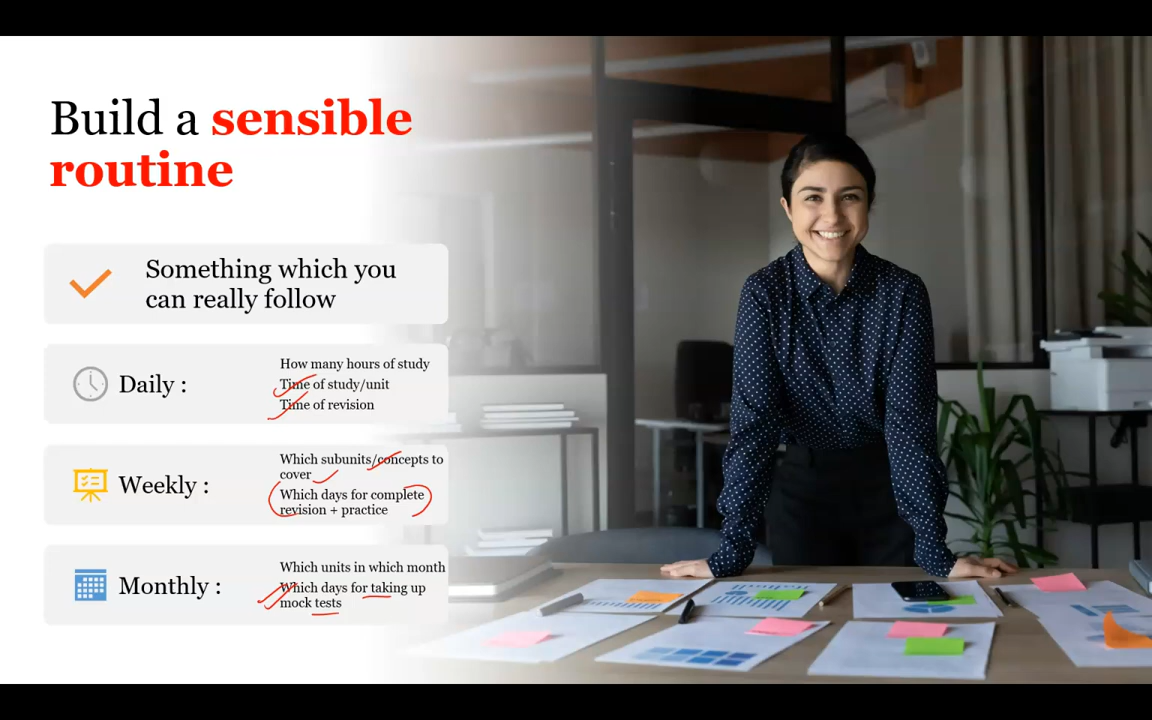 Build a sensible
routine
Something which you
can really follow
Daily :
How many hours of study
Time of study/unit
Time of revision
Weekly :
Which subunits/concepts to
cover
Which days for complete
revision + practice
Monthly :
Which units in which month
Which days for taking up
mock tests